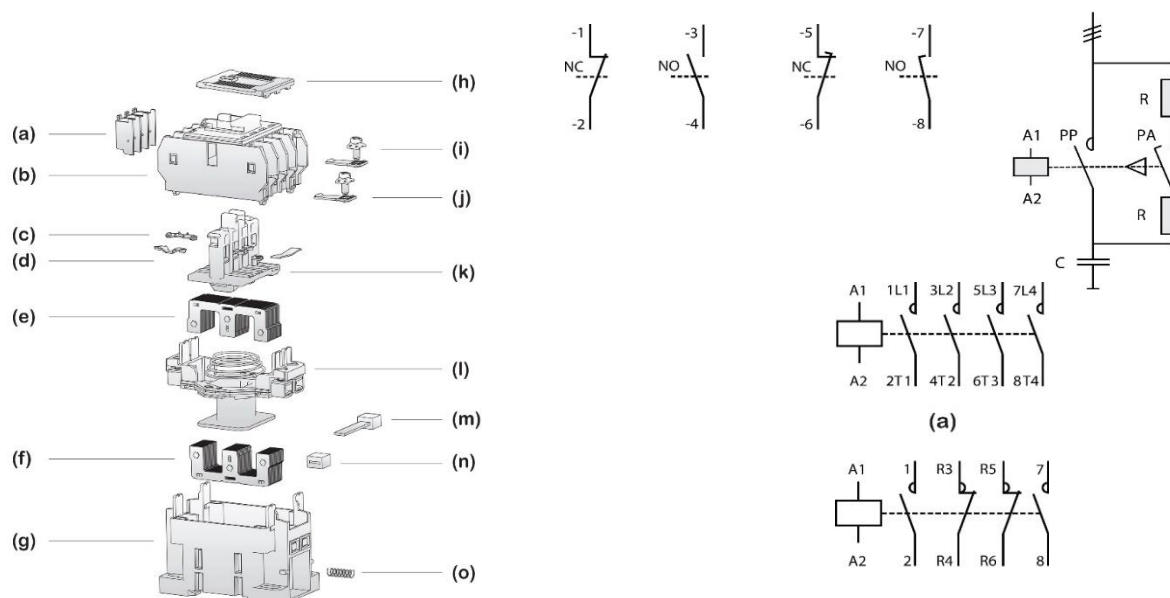 (a)
(b)
(c)
(d)
(e)
(f)
(g)
(h)
(i)
(j)
(k)
(l)
(m)
(n)
(o)
-1 -3 -5 -7
NC NO NC NO
-2 -4 -6 -8
R
A1 PP PA
A2
R
C
A1 1L1 3L2 5L3 7L4
A2 2T1 4T2 6T3 8T4
(a)
A1 1 R3 R5 7
A2 2 R4 R6 8